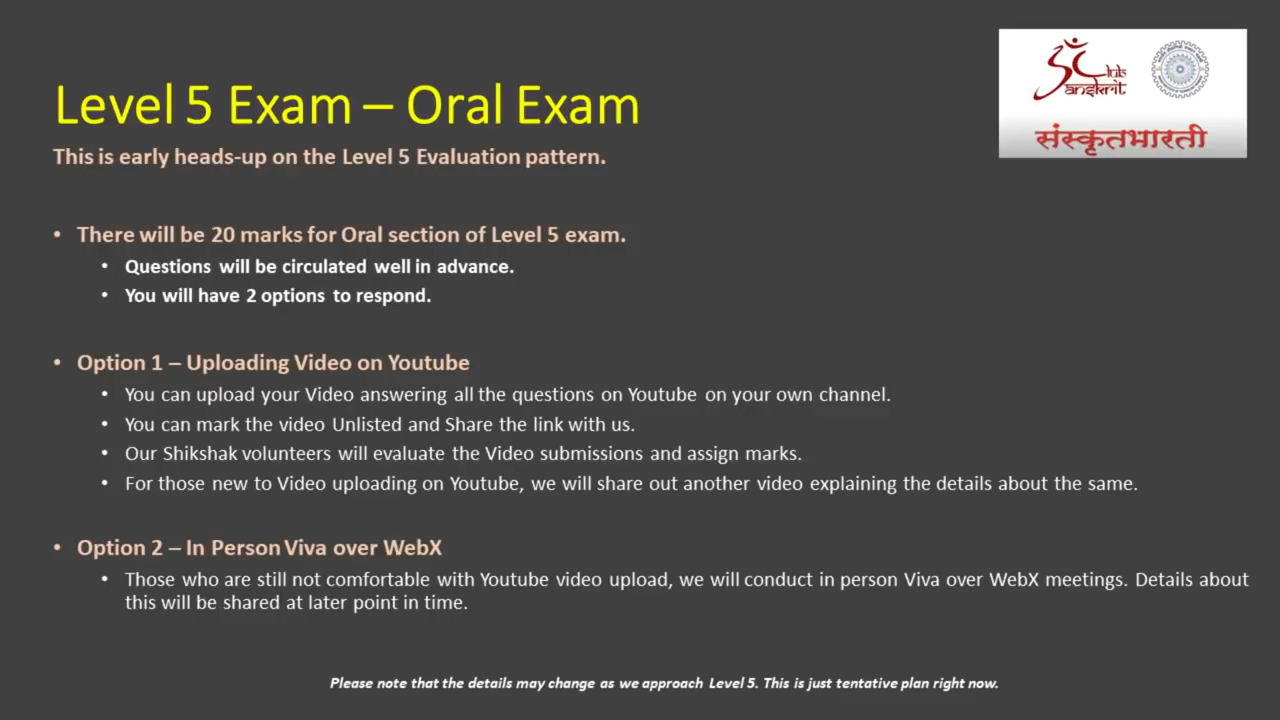 Level 5 Exam – Oral Exam
This is early heads-up on the Level 5 Evaluation pattern.
Club
Sanskrit
संस्कृतभारती
• There will be 20 marks for Oral section of Level 5 exam.
• Questions will be circulated well in advance.
• You will have 2 options to respond.
• Option 1 – Uploading Video on Youtube
• You can upload your Video answering all the questions on Youtube on your own channel.
• You can mark the video Unlisted and Share the link with us.
• Our Shikshak volunteers will evaluate the Video submissions and assign marks.
• For those new to Video uploading on Youtube, we will share out another video explaining the details about the same.
• Option 2 – In Person Viva over WebX
• Those who are still not comfortable with Youtube video upload, we will conduct in person Viva over WebX meetings. Details about
this will be shared at later point in time.
Please note that the details may change as we approach Level 5. This is just tentative plan right now.